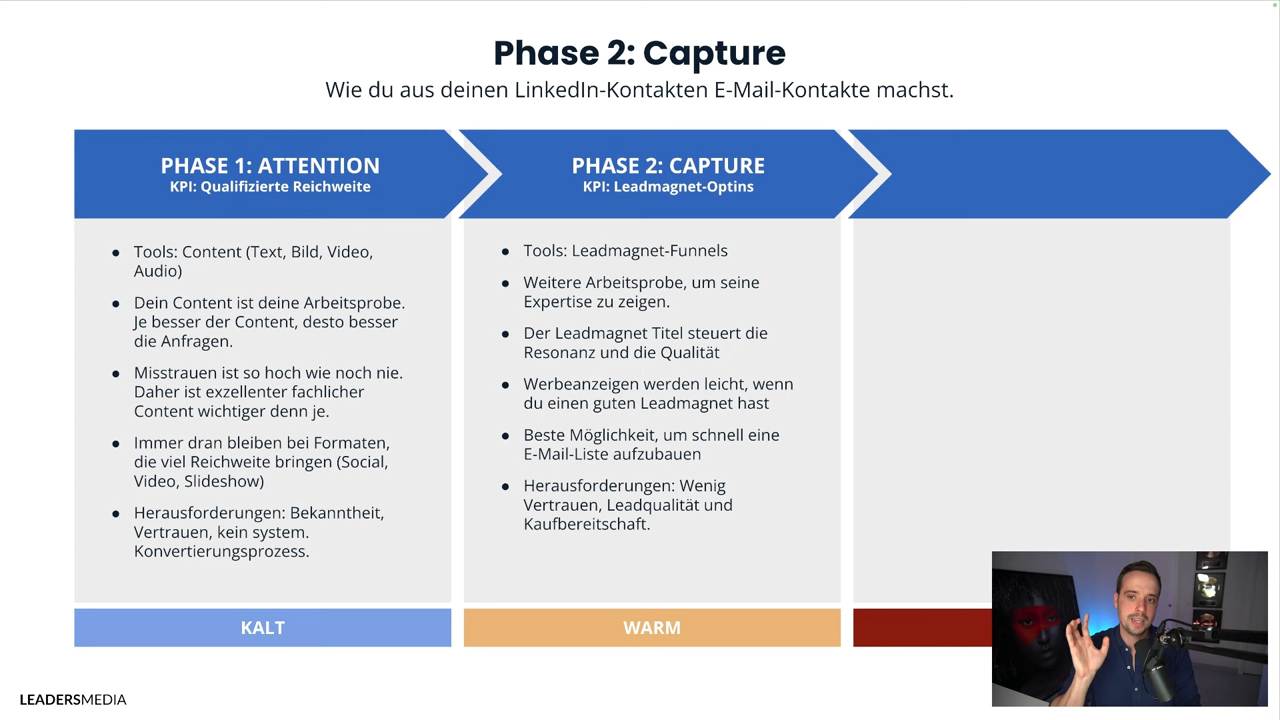 Phase 2: Capture
Wie du aus deinen LinkedIn-Kontakten E-Mail-Kontakte machst.
PHASE 1: ATTENTION
KPI: Qualifizierte Reichweite
● Tools: Content (Text, Bild, Video,
Audio)
● Dein Content ist deine Arbeitsprobe.
Je besser der Content, desto besser
die Anfragen.
● Misstrauen ist so hoch wie noch nie.
Daher ist exzellenter fachlicher
Content wichtiger denn je.
● Immer dran bleiben bei Formaten,
die viel Reichweite bringen (Social,
Video, Slideshow)
● Herausforderungen: Bekanntheit,
Vertrauen, kein system.
Konvertierungsprozess.
KALT
PHASE 2: CAPTURE
KPI: Leadmagnet-Optins
● Tools: Leadmagnet-Funnels
● Weitere Arbeitsprobe, um seine
Expertise zu zeigen.
● Der Leadmagnet Titel steuert die
Resonanz und die Qualität
● Werbeanzeigen werden leicht, wenn
du einen guten Leadmagnet hast
● Beste Möglichkeit, um schnell eine
E-Mail-Liste aufzubauen
● Herausforderungen: Wenig
Vertrauen, Leadqualität und
Kaufbereitschaft.
WARM
LEADERSMEDIA